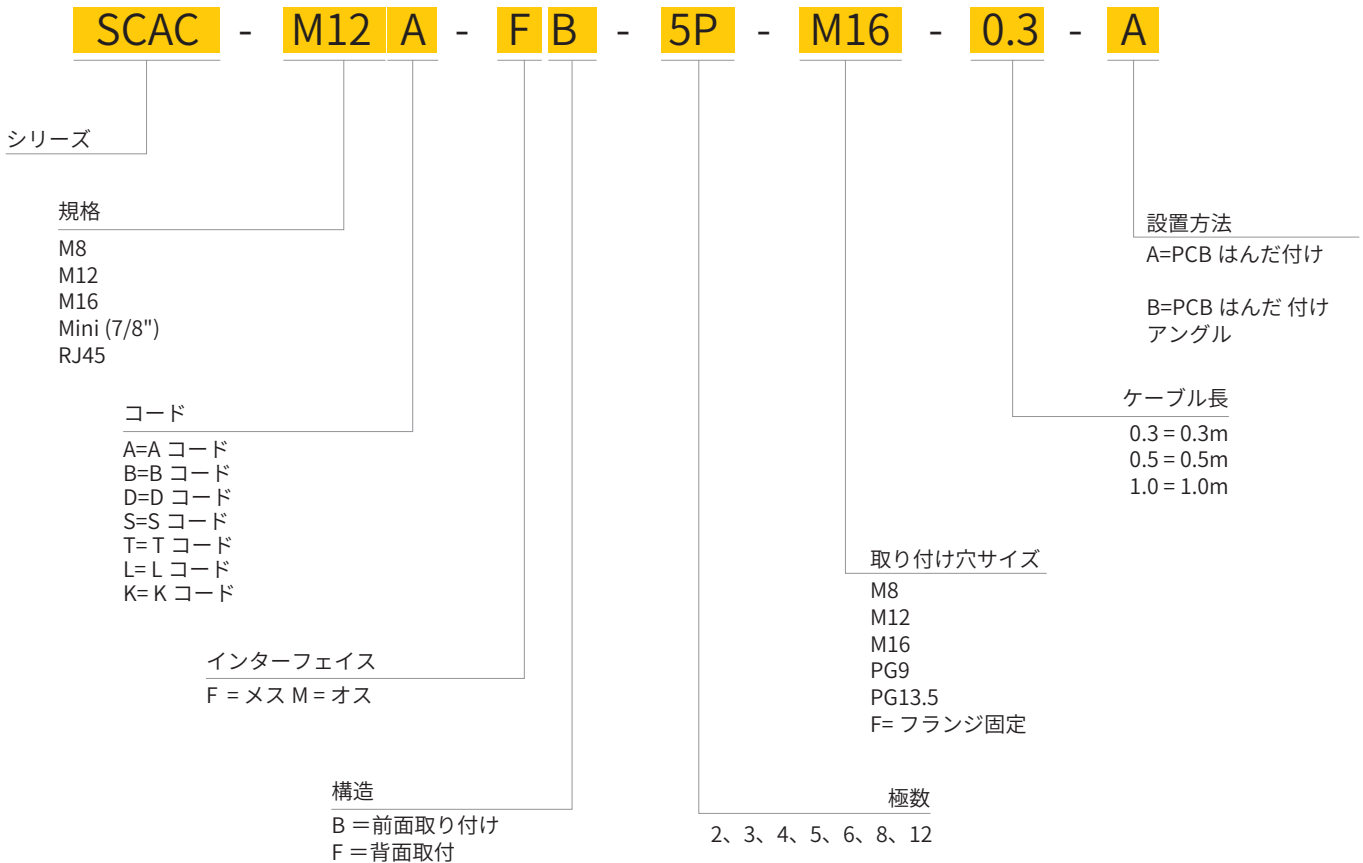 SCAC - M12 A - F B - 5P - M16 - 0.3 - A
シリーズ
規格
M8
M12
M16
Mini (7/8")
RJ45
コード
A=A コード
B=B コード
D=D コード
S=S コード
T= T コード
L= L コード
K= K コード
インターフェイス
F = メス M = オス
構造
B ＝前面取り付け
F ＝背面取付
極数
2、3、4、5、6、8、12
取り付け穴サイズ
M8
M12
M16
PG9
PG13.5
F= フランジ固定
ケーブル長
0.3 = 0.3m
0.5 = 0.5m
1.0 = 1.0m
設置方法
A=PCB はんだ付け
B=PCB はんだ 付け
アングル